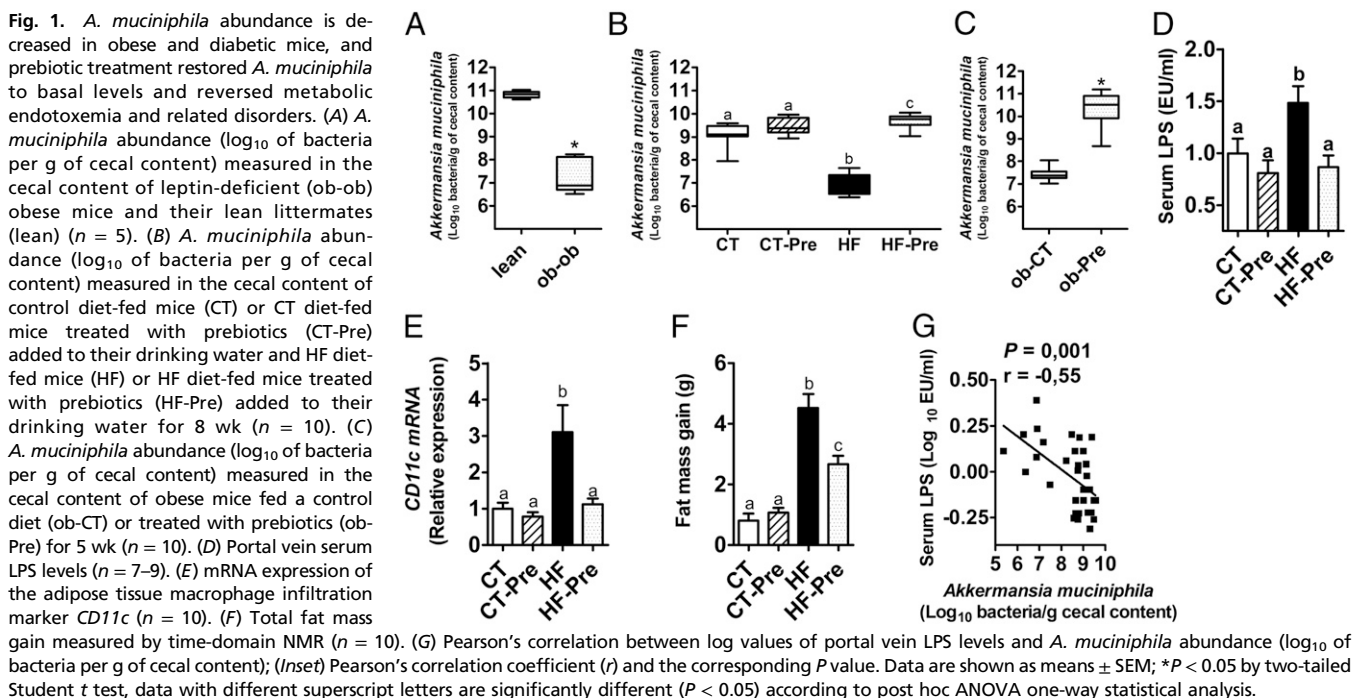 Fig. 1. A. muciniphila abundance is de-
creased in obese and diabetic mice, and
prebiotic treatment restored A. muciniphila
to basal levels and reversed metabolic
endotoxemia and related disorders. (A) A.
muciniphila abundance (log10 of bacteria
per g of cecal content) measured in the
cecal content of leptin-deficient (ob-ob)
obese mice and their lean littermates
(lean) (n = 5). (B) A. muciniphila abun-
dance (log10 of bacteria per g of cecal
content) measured in the cecal content of
control diet-fed mice (CT) or CT diet-fed
mice treated with prebiotics (CT-Pre)
added to their drinking water and HF diet-
fed mice (HF) or HF diet-fed mice treated
with prebiotics (HF-Pre) added to their
drinking water for 8 wk (n = 10). (C)
A. muciniphila abundance (log10 of bacteria
per g of cecal content) measured in the
cecal content of obese mice fed a control
diet (ob-CT) or treated with prebiotics (ob-
Pre) for 5 wk (n = 10). (D) Portal vein serum
LPS levels (n = 7–9). (E) mRNA expression of
the adipose tissue macrophage infiltration
marker CD11c (n = 10). (F) Total fat mass
gain measured by time-domain NMR (n = 10). (G) Pearson's correlation between log values of portal vein LPS levels and A. muciniphila abundance (log10 of
bacteria per g of cecal content); (Inset) Pearson's correlation coefficient (r) and the corresponding P value. Data are shown as means ± SEM; *P < 0.05 by two-tailed
Student t test, data with different superscript letters are significantly different (P < 0.05) according to post hoc ANOVA one-way statistical analysis.
A
Akkermansia muciniphila
(Log10 bacteria/g of cecal content)
12
11
10
9
8
7
6
*
lean
ob-ob
B
Akkermansia muciniphila
(Log10 bacteria/g of cecal content)
12
11
10
9
8
7
6
a
a
b
c
CT
CT-Pre
HF
HF-Pre
C
Akkermansia muciniphila
(Log10 bacteria/g of cecal content)
12
11
10
9
8
7
6
*
ob-CT
ob-Pre
D
Serum LPS (EU/ml)
2.0
1.5
1.0
0.5
a
a
b
a
CT
CT-Pre
HF
HF-Pre
E
CD11c mRNA
(Relative expression)
5
4
3
2
1
0
a
a
b
a
CT
CT-Pre
HF
HF-Pre
F
Fat mass gain (g)
6
4
2
0
a
a
b
c
CT
CT-Pre
HF
HF-Pre
G
P = 0,001
r = -0,55
Serum LPS (Log 10 EU/ml)
0.50
0.25
0.00
-0.25
5 6 7 8 9 10
Akkermansia muciniphila
(Log10 bacteria/g cecal content)